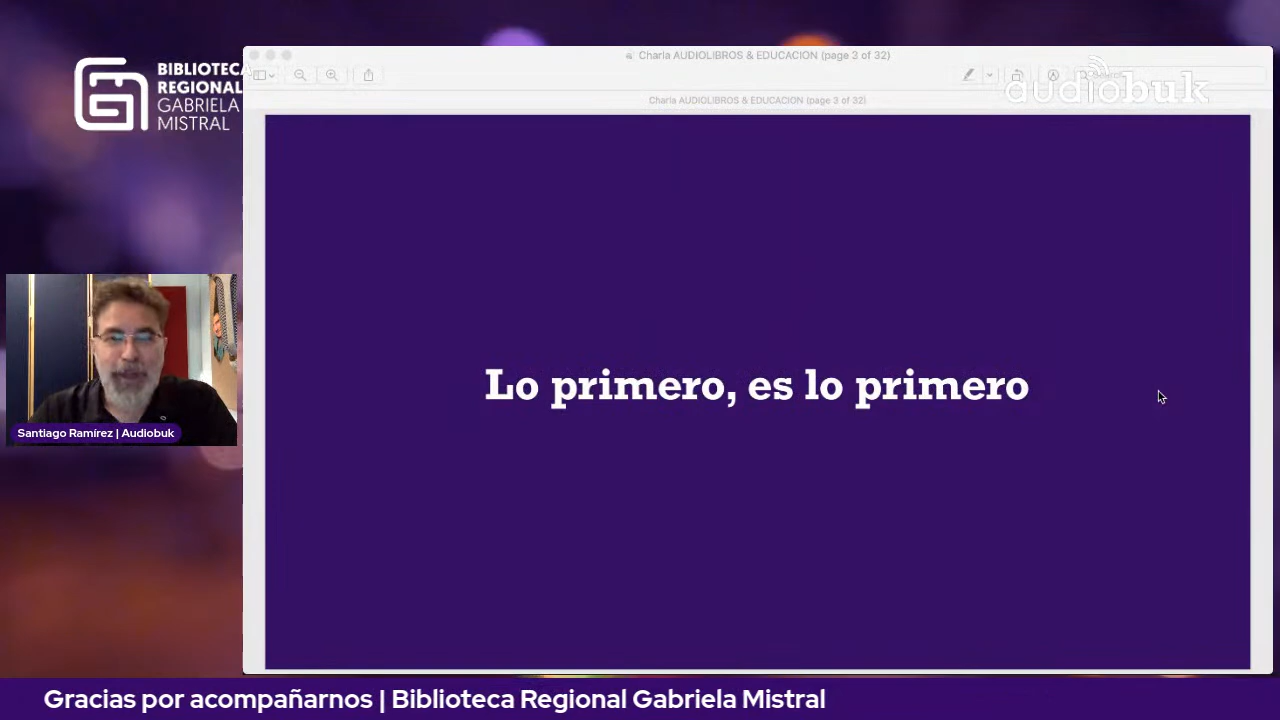 BIBLIOTECA
REGIONAL
GABRIELA
MISTRAL
Charla AUDIOLIBROS & EDUCACION (page 3 of 32)
audiobuk
Charla AUDIOLIBROS & EDUCACION (page 3 of 32)
Lo primero, es lo primero
Santiago Ramírez | Audiobuk
Gracias por acompañarnos | Biblioteca Regional Gabriela Mistral